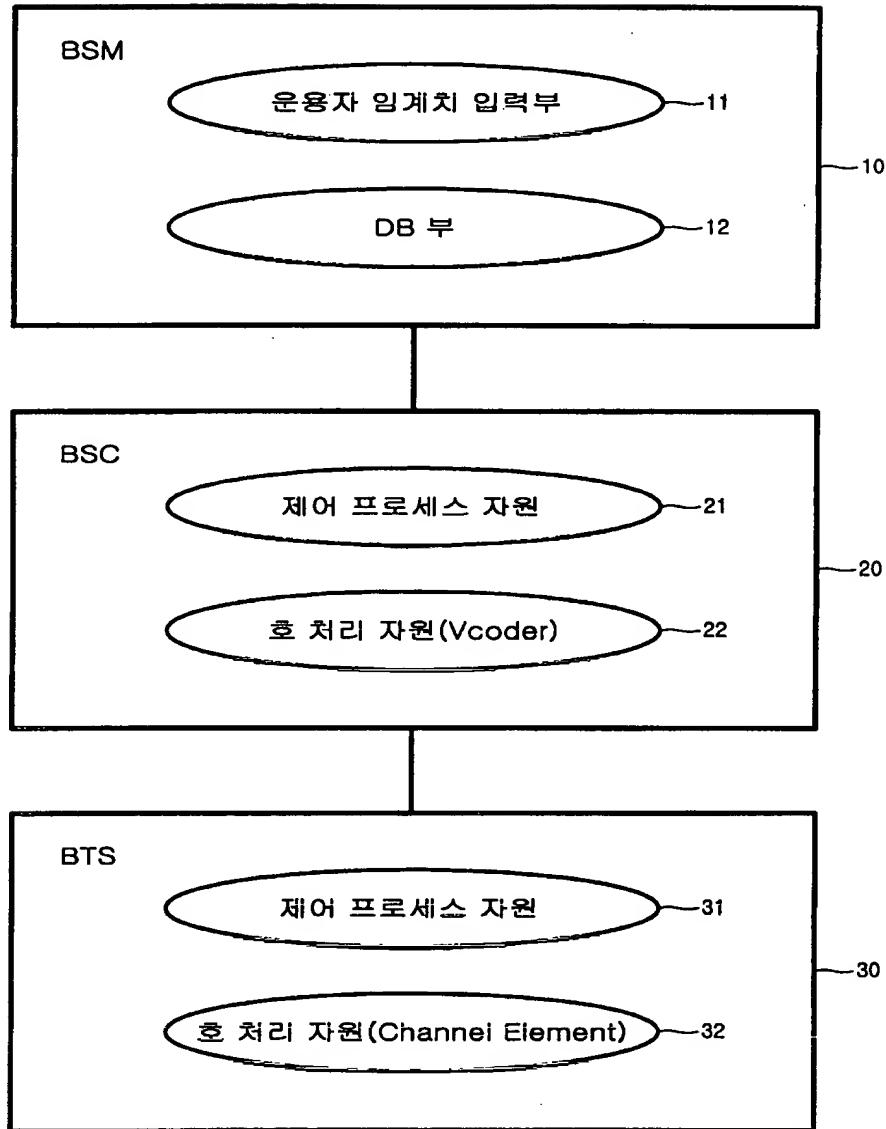 BSM
운용자 임계치 입력부
11
10
DB 부
12
BSC
제어 프로세스 자원
21
20
호 처리 자원(Vcoder)
22
BTS
제어 프로세스 자원
31
30
호 처리 자원(Channel Element)
32